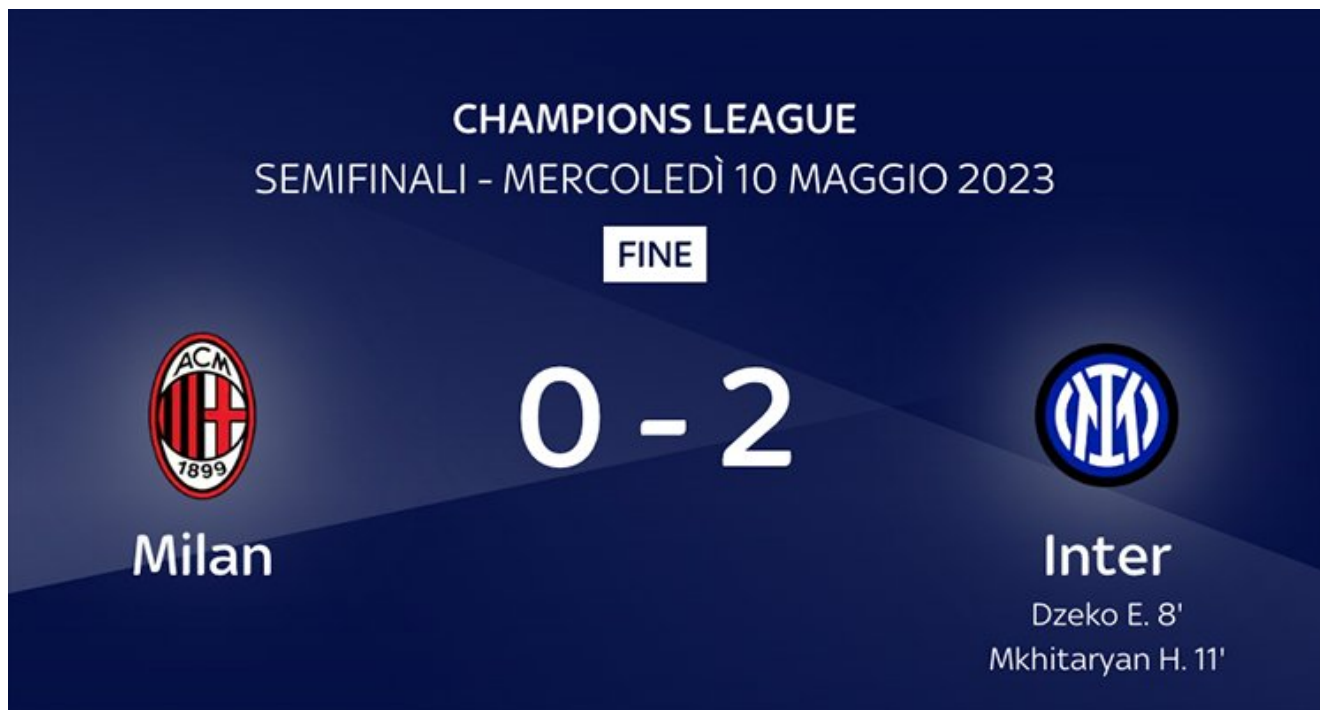 CHAMPIONS LEAGUE
SEMIFINALI - MERCOLEDÌ 10 MAGGIO 2023
FINE
ACM
1899
0 - 2
Milan
Inter
Dzeko E. 8'
Mkhitaryan H. 11'